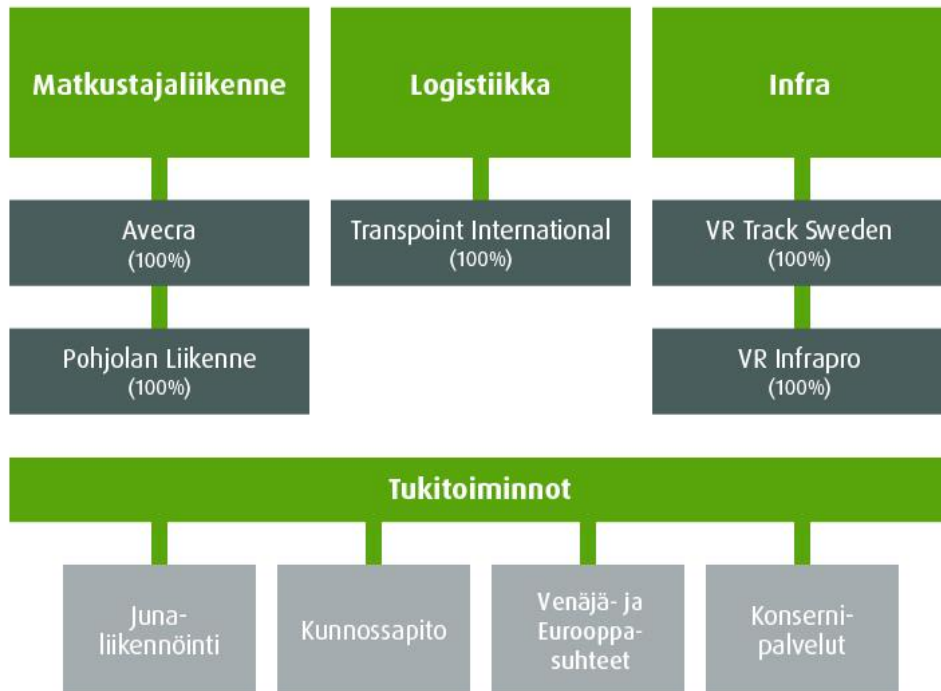 Matkustajaliikenne
Logistiikka
Infra
Avecra
(100%)
Transpoint International
(100%)
VR Track Sweden
(100%)
Pohjolan Liikenne
(100%)
VR Infrapro
(100%)
Tukitoiminnot
Juna-
liikennöinti
Kunnossapito
Venäjä- ja
Eurooppa-
suhteet
Konserni-
palvelut